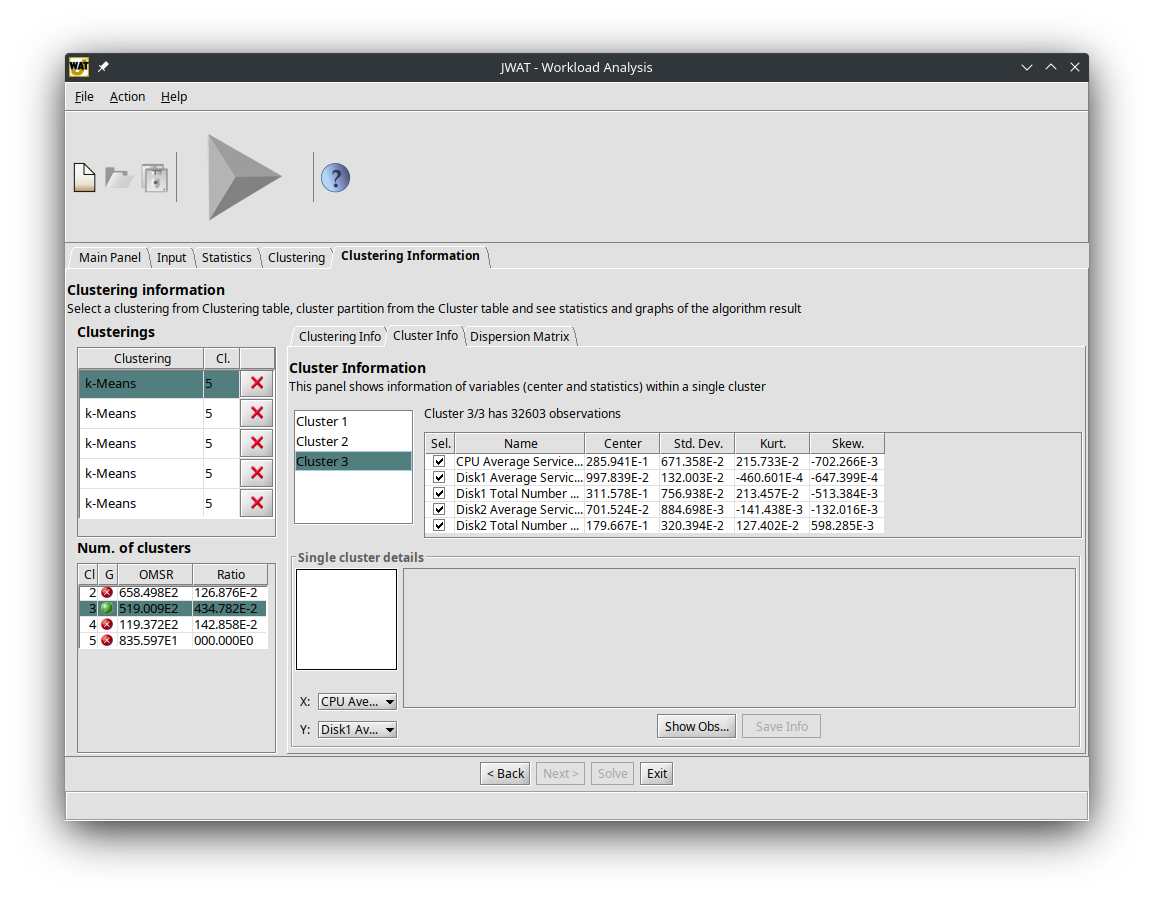 WAT
JWAT - Workload Analysis
File Action Help
?
Main Panel Input Statistics Clustering Clustering Information
Clustering information
Select a clustering from Clustering table, cluster partition from the Cluster table and see statistics and graphs of the algorithm result
Clusterings
Clustering Cl.
k-Means 5
k-Means 5
k-Means 5
k-Means 5
k-Means 5
Num. of clusters
Cl G OMSR Ratio
2 658.498E2 126.876E-2
3 519.009E2 434.782E-2
4 119.372E2 142.858E-2
5 835.597E1 000.000E0
Clustering Info Cluster Info Dispersion Matrix
Cluster Information
This panel shows information of variables (center and statistics) within a single cluster
Cluster 1
Cluster 2
Cluster 3
Cluster 3/3 has 32603 observations
Sel. Name Center Std. Dev. Kurt. Skew.
CPU Average Service... 285.941E-1 671.358E-2 215.733E-2 -702.266E-3
Disk1 Average Servic... 997.839E-2 132.003E-2 -460.601E-4 -647.399E-4
Disk1 Total Number ... 311.578E-1 756.938E-2 213.457E-2 -513.384E-3
Disk2 Average Servic... 701.524E-2 884.698E-3 -141.438E-3 -132.016E-3
Disk2 Total Number ... 179.667E-1 320.394E-2 127.402E-2 598.285E-3
Single cluster details
X: CPU Ave...
Y: Disk1 Av...
Show Obs... Save Info
< Back Next > Solve Exit